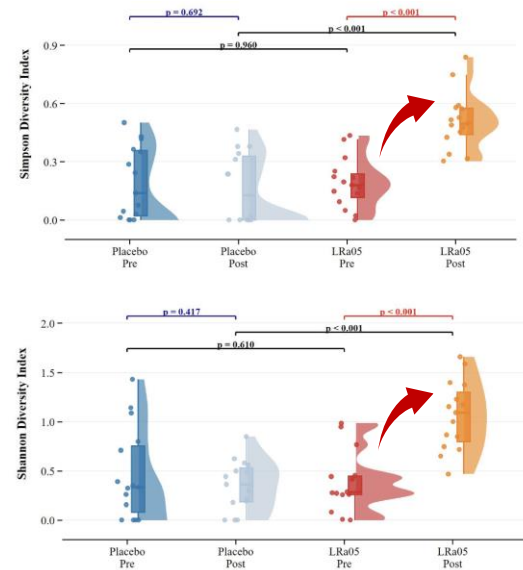 p = 0.692
p < 0.001
p < 0.001
p = 0.960
Simpson Diversity Index
0.9
0.6
0.3
0.0
Placebo
Pre
Placebo
Post
LRa05
Pre
LRa05
Post
p = 0.417
p < 0.001
p < 0.001
p = 0.610
Shannon Diversity Index
2.0
1.5
1.0
0.5
0.0
Placebo
Pre
Placebo
Post
LRa05
Pre
LRa05
Post